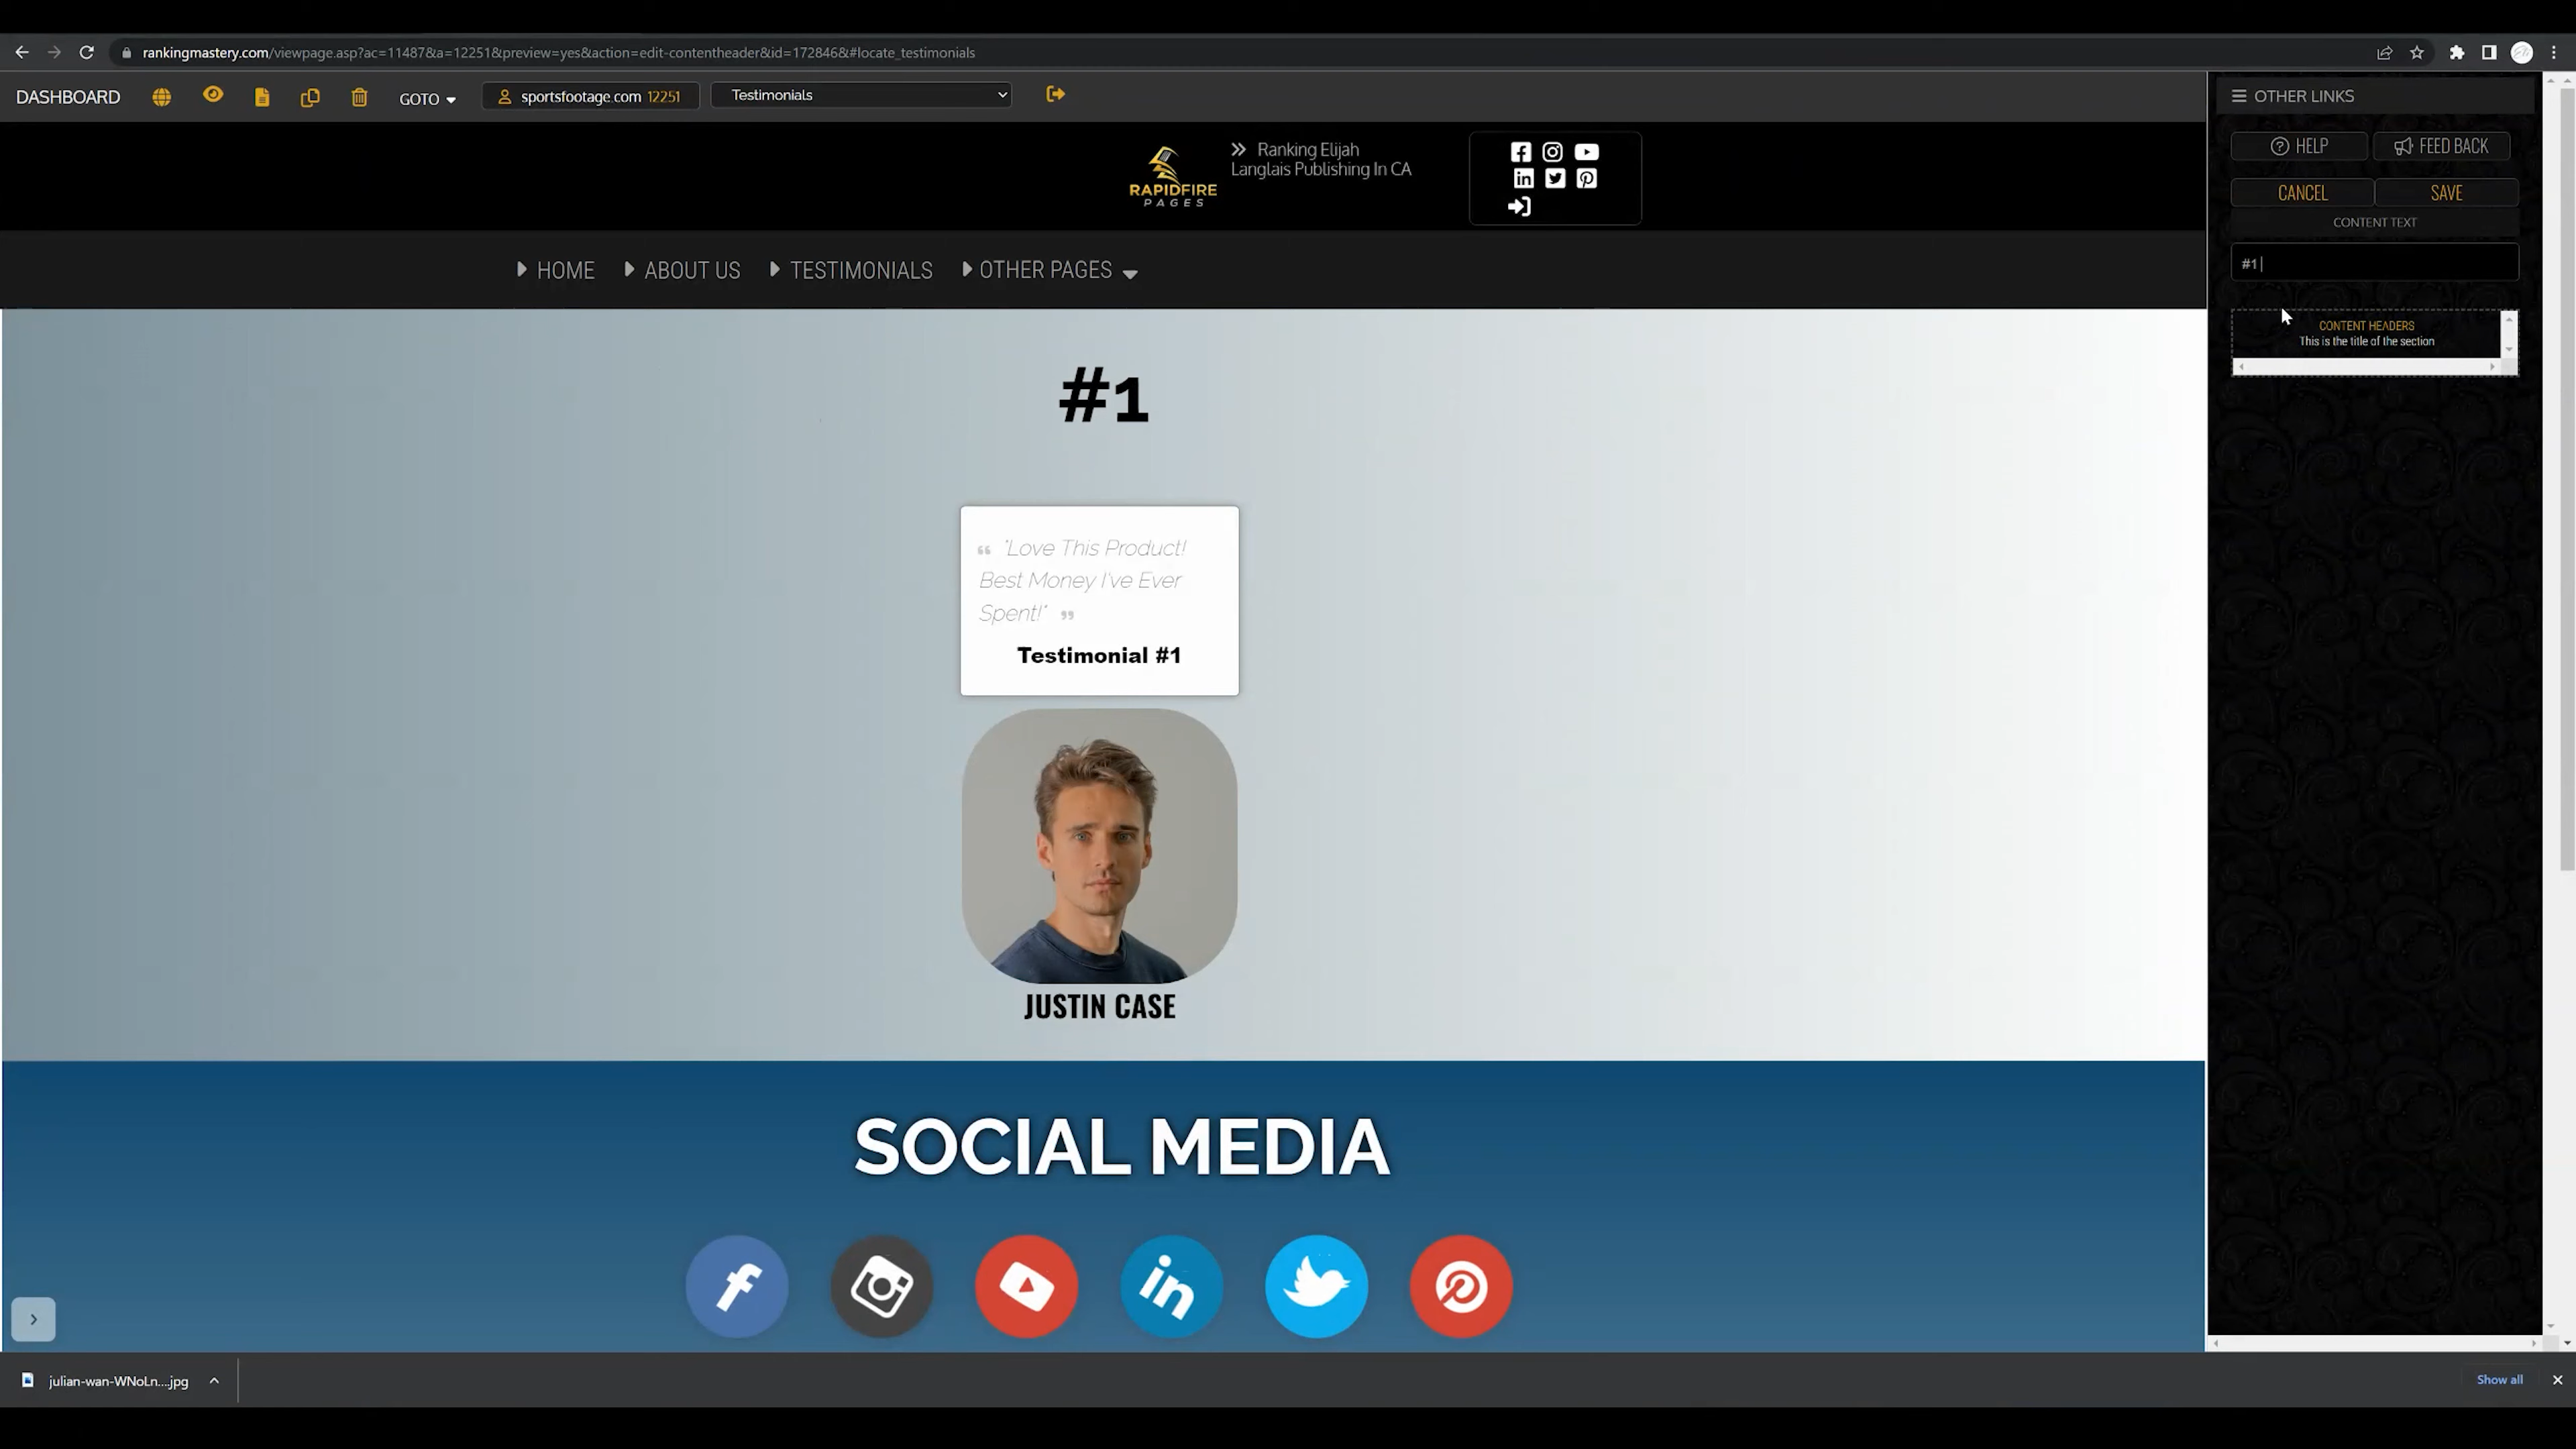 rankingmastery.com/viewpage.asp?ac=11487&a=12251&preview=yes&action=edit-contentheader&id=172846&#locate_testimonials
DASHBOARD GOTO sportsfootage.com 12251 Testimonials
OTHER LINKS
HELP FEED BACK
CANCEL SAVE
CONTENT TEXT
#1
CONTENT HEADERS
This is the title of the section
RAPIDFIRE
PAGES
Ranking Elijah
Langlais Publishing In CA
HOME ABOUT US TESTIMONIALS OTHER PAGES
#1
“ "Love This Product!
Best Money I've Ever
Spent!" ”
Testimonial #1
JUSTIN CASE
SOCIAL MEDIA
julian-wan-WNoLn....jpg
Show all